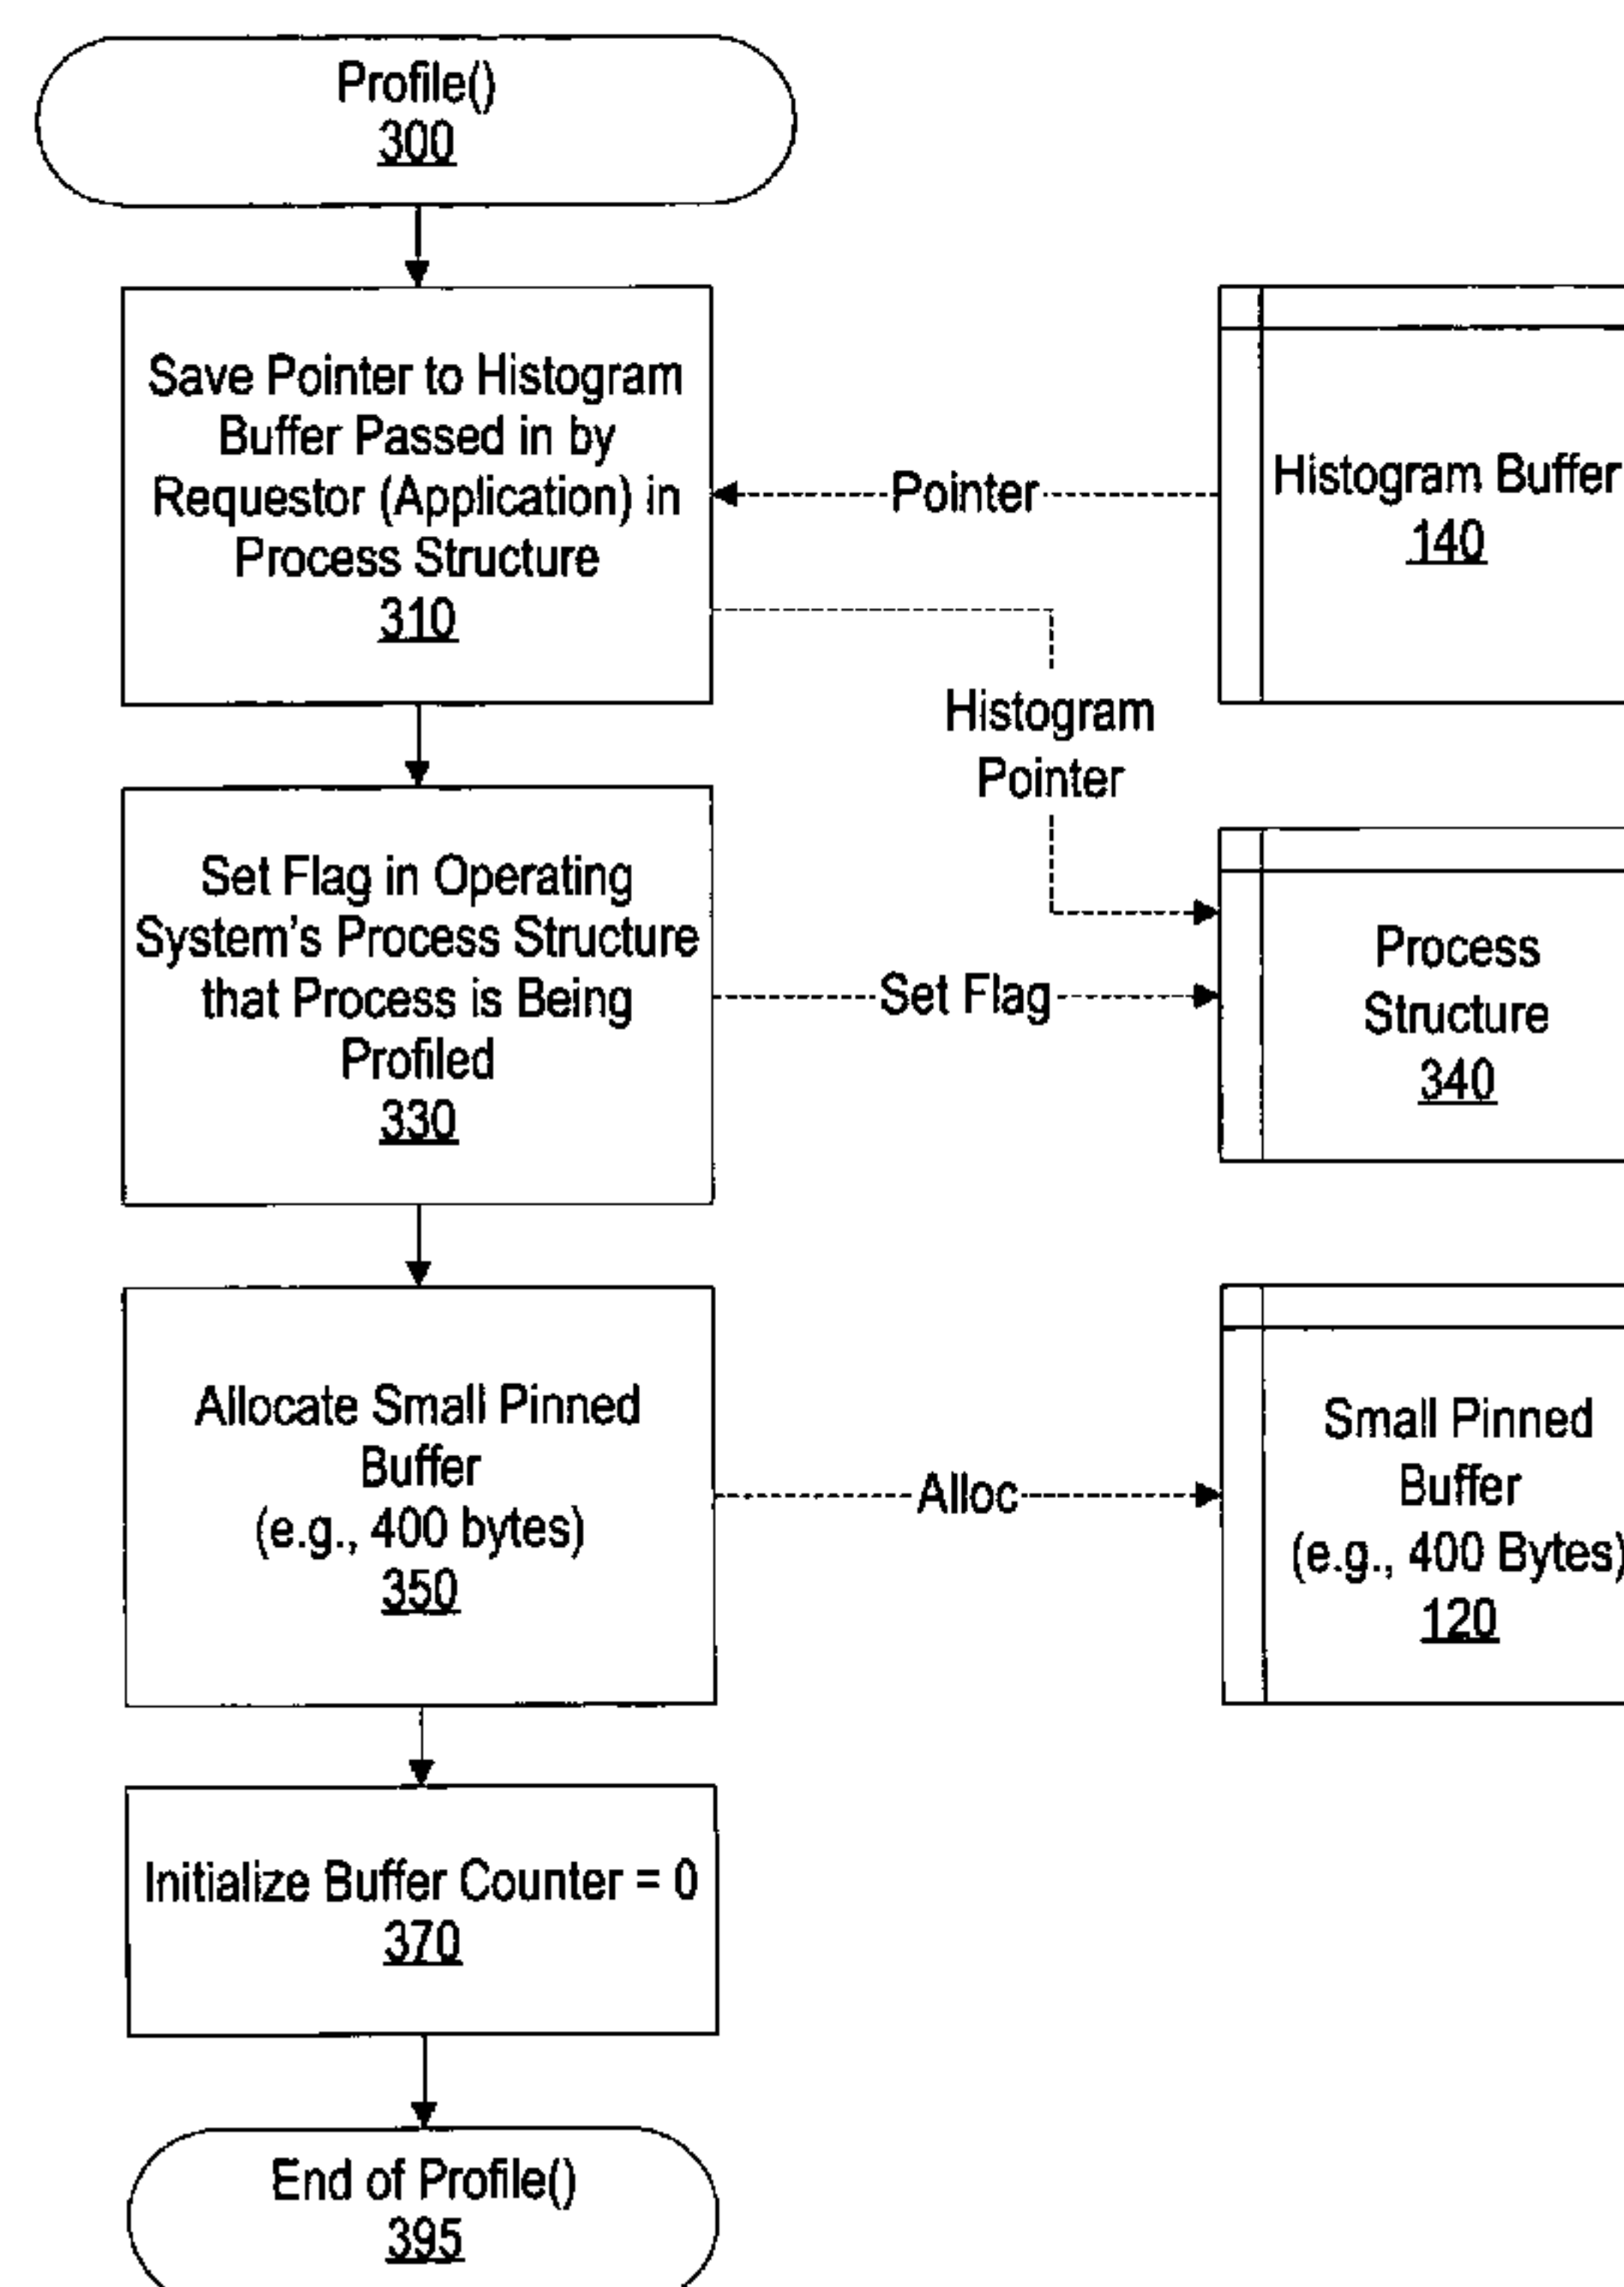 Profile()
300
Save Pointer to Histogram
Buffer Passed in by
Requestor (Application) in
Process Structure
310
Pointer
Histogram Buffer
140
Histogram
Pointer
Set Flag in Operating
System's Process Structure
that Process is Being
Profiled
330
Set Flag
Process
Structure
340
Allocate Small Pinned
Buffer
(e.g., 400 bytes)
350
Alloc
Small Pinned
Buffer
(e.g., 400 Bytes)
120
Initialize Buffer Counter = 0
370
End of Profile()
395